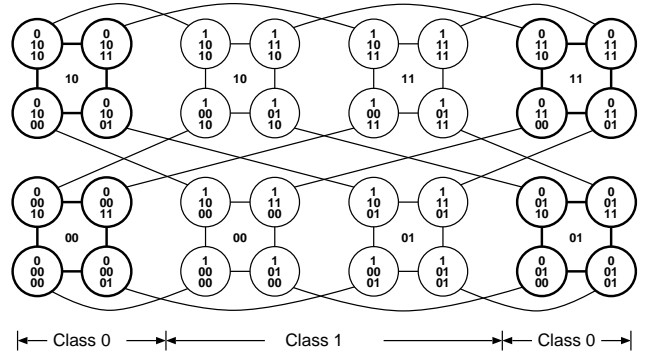 0 0 1 1 1 1 0 0
10 10 10 11 10 11 11 11
10 11 10 10 11 11 10 11
10 10 11 11
0 0 1 1 1 1 0 0
10 10 00 01 00 01 11 11
00 01 10 10 11 11 00 01
0 0 1 1 1 1 0 0
00 00 10 11 10 11 01 01
10 11 00 00 01 01 10 11
00 00 01 01
0 0 1 1 1 1 0 0
00 00 00 01 00 01 01 01
00 01 00 00 01 01 00 01
Class 0 Class 1 Class 0